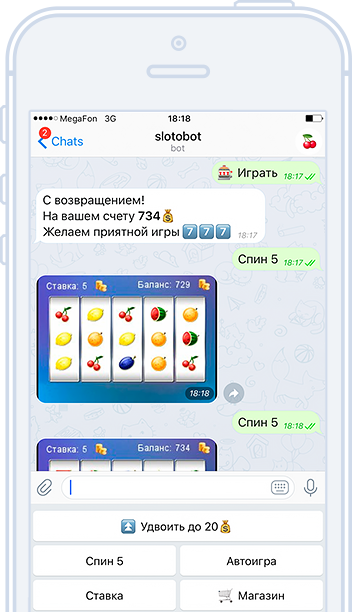 MegaFon 3G 18:18
2
Chats
slotobot
bot
🎰 Играть 18:17
С возвращением!
На вашем счету 734💰
Желаем приятной игры 7️⃣7️⃣7️⃣ 18:17
Спин 5 18:17
Ставка: 5 Баланс: 729
18:18
Спин 5 18:18
Ставка: 5 Баланс: 734
⏫ Удвоить до 20💰
Спин 5 Автоигра
Ставка 🛒 Магазин